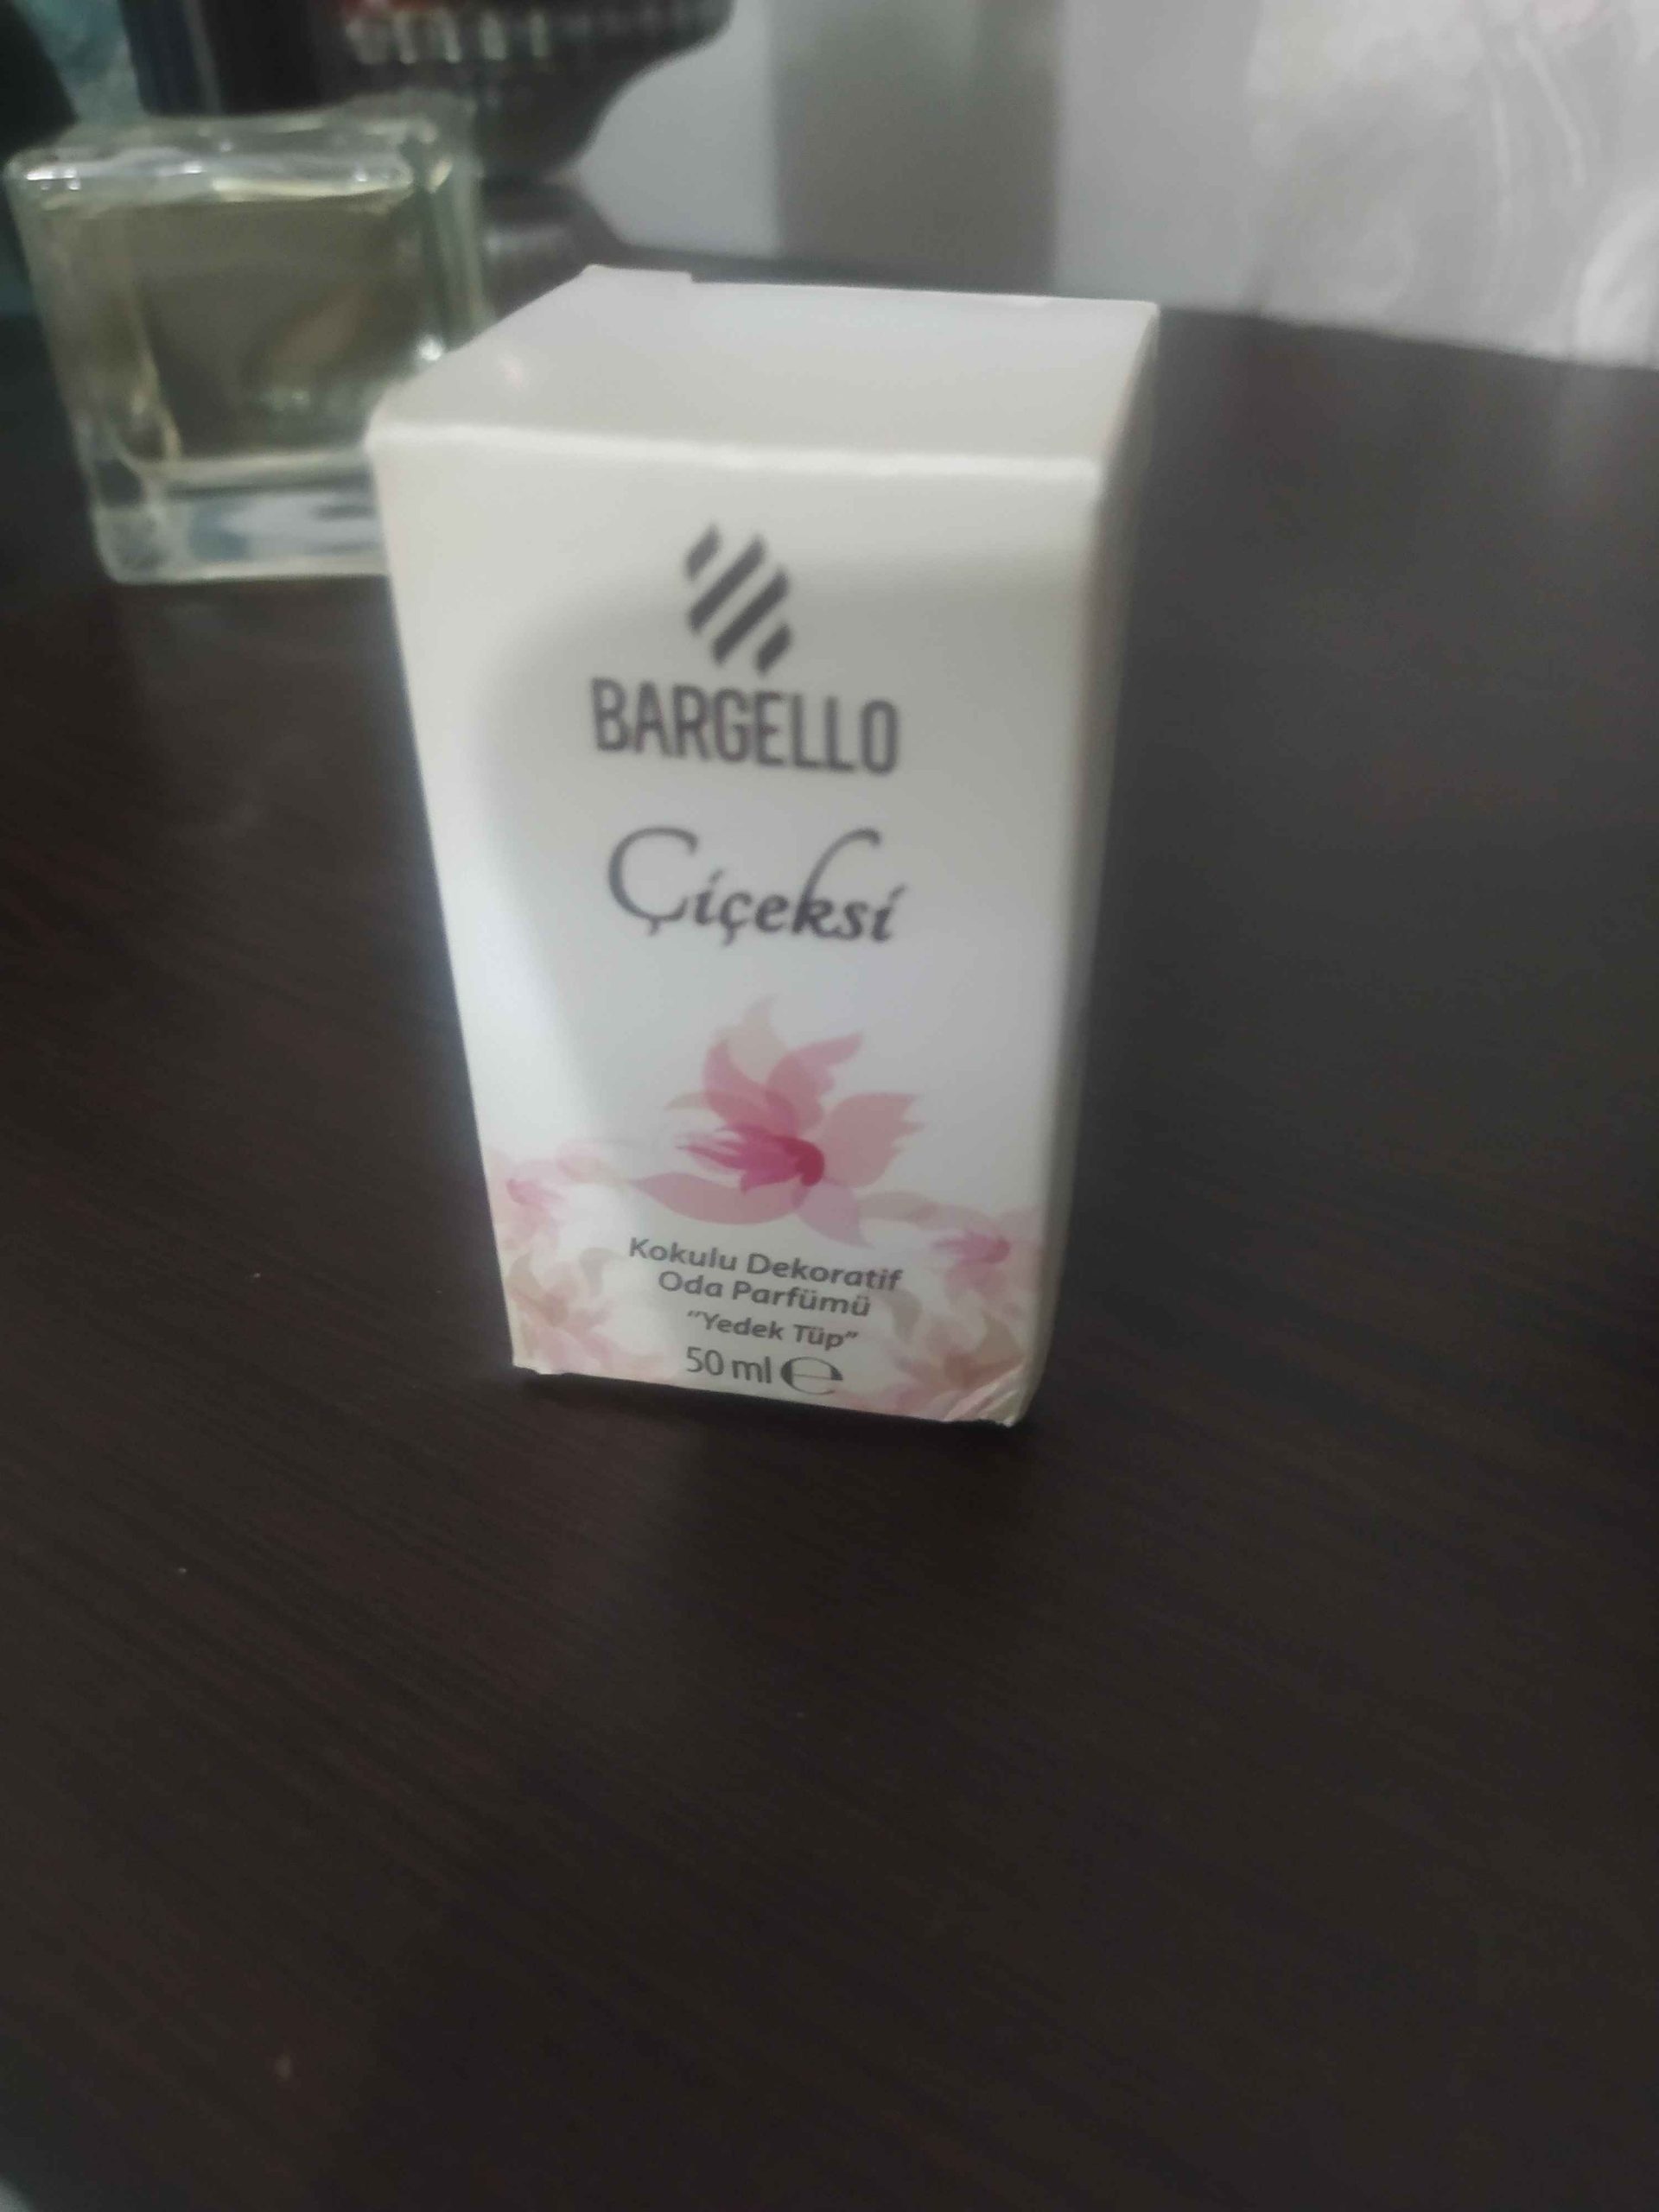 BARGELLO
Çiçeksi
Kokulu Dekoratif
Oda Parfümü
"Yedek Tüp"
50 ml ℮